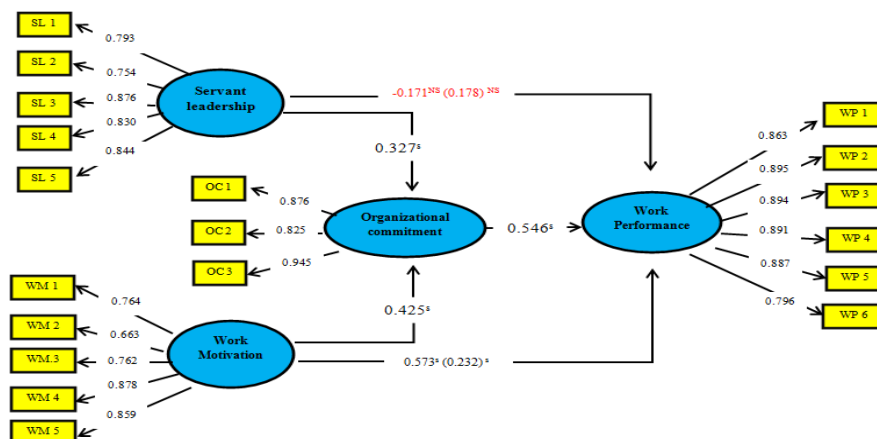 SL 1
0.793
SL 2
0.754
SL 3
0.876
SL 4
0.830
SL 5
0.844
Servant
leadership
-0.171ᴺˢ (0.178) ᴺˢ
0.327ˢ
OC 1
0.876
OC 2
0.825
OC 3
0.945
Organizational
commitment
0.546ˢ
Work
Performance
WP 1
0.863
WP 2
0.895
WP 3
0.894
WP 4
0.891
WP 5
0.887
WP 6
0.796
WM 1
0.764
WM 2
0.663
WM.3
0.762
WM 4
0.878
WM 5
0.859
Work
Motivation
0.425ˢ
0.573ˢ (0.232) ˢ